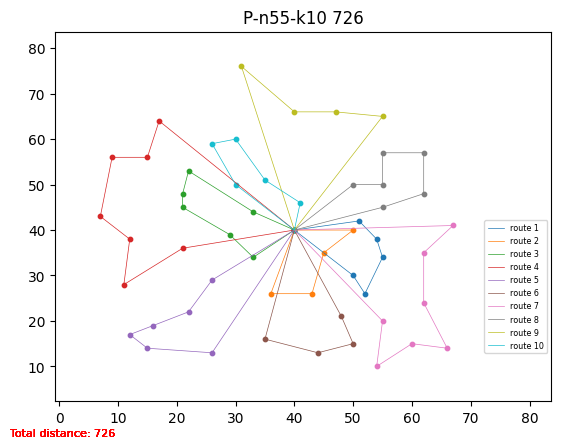 P-n55-k10 726
80
70
60
50
40
30
20
10
0 10 20 30 40 50 60 70 80
route 1
route 2
route 3
route 4
route 5
route 6
route 7
route 8
route 9
route 10
Total distance: 726